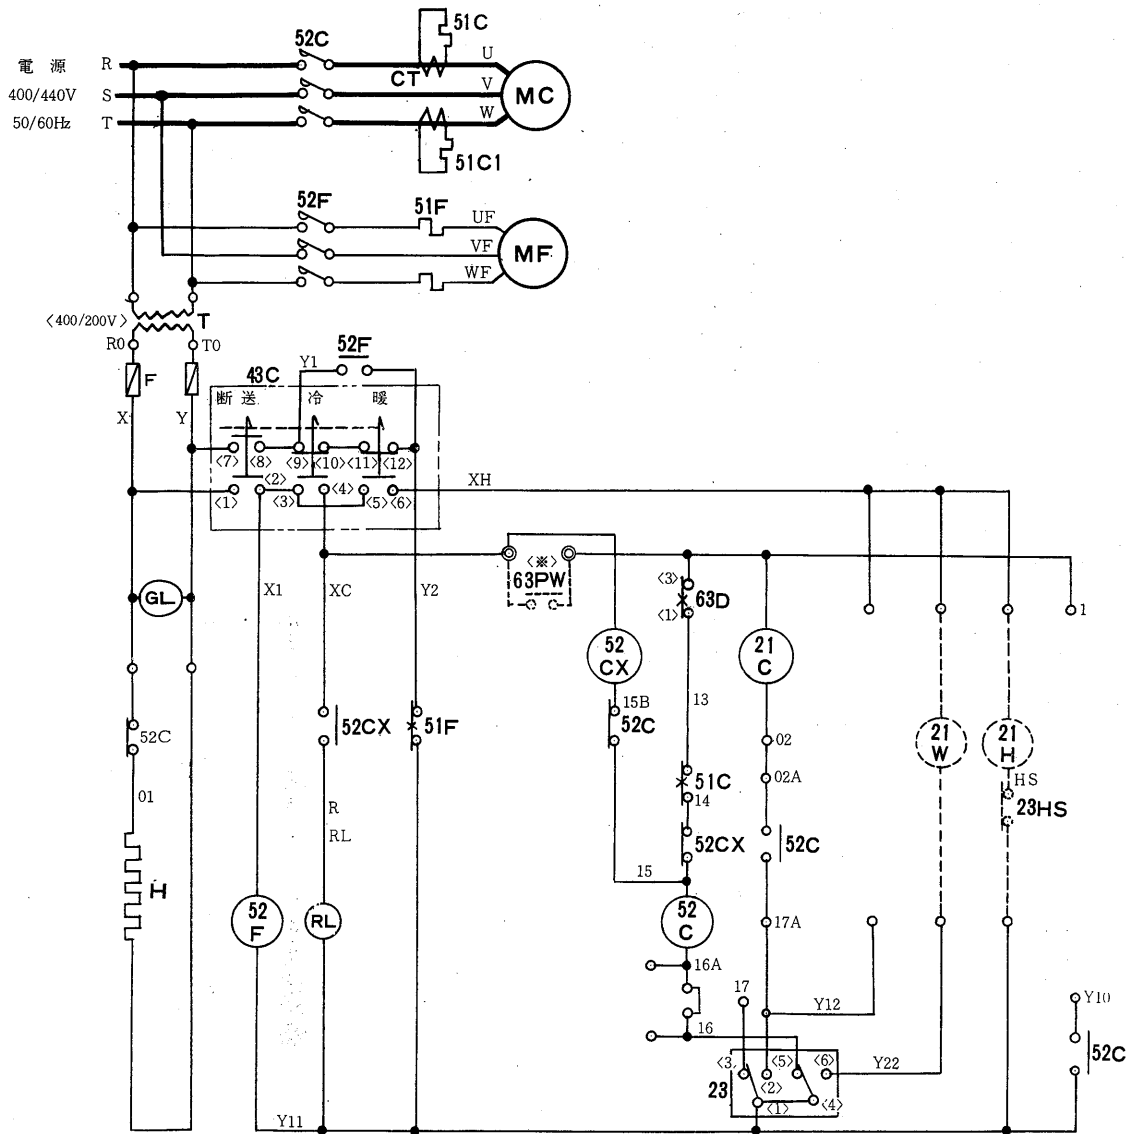 51C
52C
U
電源 R
CT
V
400/440V S
MC
W
50/60Hz T
51C1
52F
51F
UF
VF
MF
WF
〈400/200V〉
T
R0
T0
52F
Y1
F
43C
断 送 冷 暖
X
Y
〈7〉 〈8〉 〈9〉 〈10〉 〈11〉 〈12〉
〈2〉
XH
〈1〉 〈3〉 〈4〉 〈5〉 〈6〉
〈※〉
63PW
〈3〉
63D
〈1〉
GL
X1
XC
Y2
1
52
CX
21
C
15B
13
52C
52CX
51F
52C
02
21
W
21
H
02A
HS
51C
14
23HS
01
R
RL
52CX
52C
H
15
52
F
RL
52
C
17A
16A
17
Y12
Y10
16
52C
〈3〉
〈5〉
〈6〉
Y22
23
〈2〉
〈1〉
〈4〉
Y11